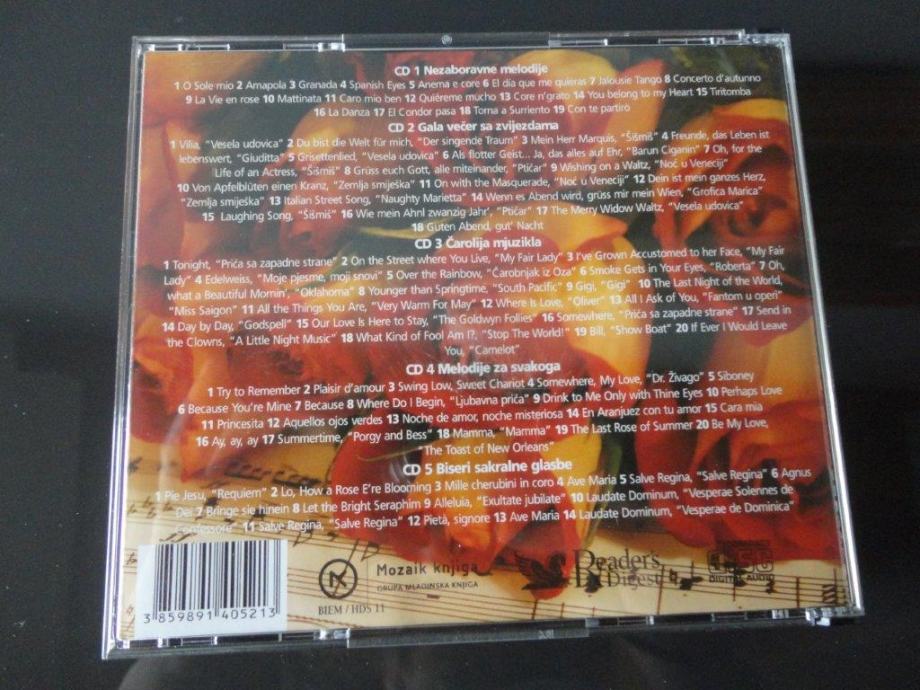 CD 1 Nezaboravne melodije
1 O Sole mio 2 Amapola 3 Granada 4 Spanish Eyes 5 Anema e core 6 El día que me quieras 7 Jalousie Tango 8 Concerto d'autunno
9 La Vie en rose 10 Mattinata 11 Caro mio ben 12 Quiéreme mucho 13 Core n'grato 14 You belong to my Heart 15 Tiritomba
16 La Danza 17 El Condor pasa 18 Torna a Surriento 19 Con te partirò
CD 2 Gala večer sa zvijezdama
1 Vilia, "Vesela udovica" 2 Du bist die Welt für mich, "Der singende Traum" 3 Mein Herr Marquis, "Šišmiš" 4 Freunde, das Leben ist
lebenswert, "Giuditta" 5 Grisettenlied, "Vesela udovica" 6 Als flotter Geist... Ja, das alles auf Ehr, "Barun Ciganin" 7 Oh, for the
Life of an Actress, "Šišmiš" 8 Grüss euch Gott, alle miteinander, "Ptičar" 9 Wishing on a Waltz, "Noć u Veneciji"
10 Von Apfelblüten einen Kranz, "Zemlja smiješka" 11 On with the Masquerade, "Noć u Veneciji" 12 Dein ist mein ganzes Herz,
"Zemlja smiješka" 13 Italian Street Song, "Naughty Marietta" 14 Wenn es Abend wird, grüss mir mein Wien, "Grofica Marica"
15 Laughing Song, "Šišmiš" 16 Wie mein Ahnl zwanzig Jahr', "Ptičar" 17 The Merry Widow Waltz, "Vesela udovica"
18 Guten Abend, gut' Nacht
CD 3 Čarolija mjuzikla
1 Tonight, "Priča sa zapadne strane" 2 On the Street where You Live, "My Fair Lady" 3 I've Grown Accustomed to her Face, "My Fair
Lady" 4 Edelweiss, "Moje pjesme, moji snovi" 5 Over the Rainbow, "Čarobnjak iz Oza" 6 Smoke Gets in Your Eyes, "Roberta" 7 Oh,
what a Beautiful Mornin', "Oklahoma" 8 Younger than Springtime, "South Pacific" 9 Gigi, "Gigi" 10 The Last Night of the World,
"Miss Saigon" 11 All the Things You Are, "Very Warm For May" 12 Where Is Love, "Oliver" 13 All I Ask of You, "Fantom u operi"
14 Day by Day, "Godspell" 15 Our Love Is Here to Stay, "The Goldwyn Follies" 16 Somewhere, "Priča sa zapadne strane" 17 Send in
the Clowns, "A Little Night Music" 18 What Kind of Fool Am I?, "Stop The World!" 19 Bill, "Show Boat" 20 If Ever I Would Leave
You, "Camelot"
CD 4 Melodije za svakoga
1 Try to Remember 2 Plaisir d'amour 3 Swing Low, Sweet Chariot 4 Somewhere, My Love, "Dr. Živago" 5 Siboney
6 Because You're Mine 7 Because 8 Where Do I Begin, "Ljubavna priča" 9 Drink to Me Only with Thine Eyes 10 Perhaps Love
11 Princesita 12 Aquellos ojos verdes 13 Noche de amor, noche misteriosa 14 En Aranjuez con tu amor 15 Cara mia
16 Ay, ay, ay 17 Summertime, "Porgy and Bess" 18 Mamma, "Mamma" 19 The Last Rose of Summer 20 Be My Love,
"The Toast of New Orleans"
CD 5 Biseri sakralne glasbe
1 Pie Jesu, "Requiem" 2 Lo, How a Rose E're Blooming 3 Mille cherubini in coro 4 Ave Maria 5 Salve Regina, "Salve Regina" 6 Agnus
Dei 7 Bringe sie hinein 8 Let the Bright Seraphim 9 Alleluia, "Exultate jubilate" 10 Laudate Dominum, "Vesperae Solennes de
Confessore" 11 Salve Regina, "Salve Regina" 12 Pietà, signore 13 Ave Maria 14 Laudate Dominum, "Vesperae de Dominica"
3 859891 405213
BIEM / HDS 11
Mozaik knjiga
GRUPA MLADINSKA KNJIGA
Reader's
Digest
DIGITAL AUDIO